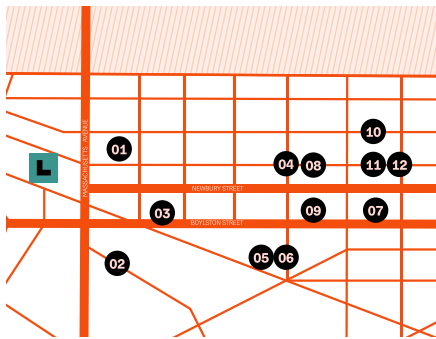 10
01
04 08 11 12
L
MASSACHUSETTS AVENUE
NEWBURY STREET
03 09 07
BOYLSTON STREET
02 05 06